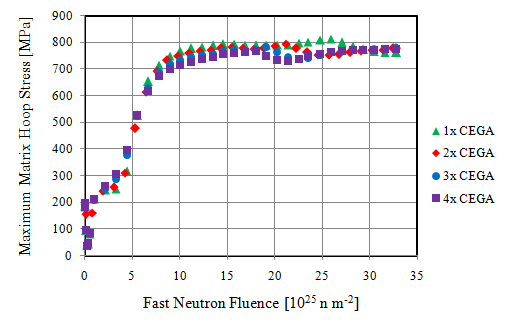 Maximum Matrix Hoop Stress [MPa]
900
800
700
600
500
400
300
200
100
0
0 5 10 15 20 25 30 35
Fast Neutron Fluence [10²⁵ n m⁻²]
1x CEGA
2x CEGA
3x CEGA
4x CEGA